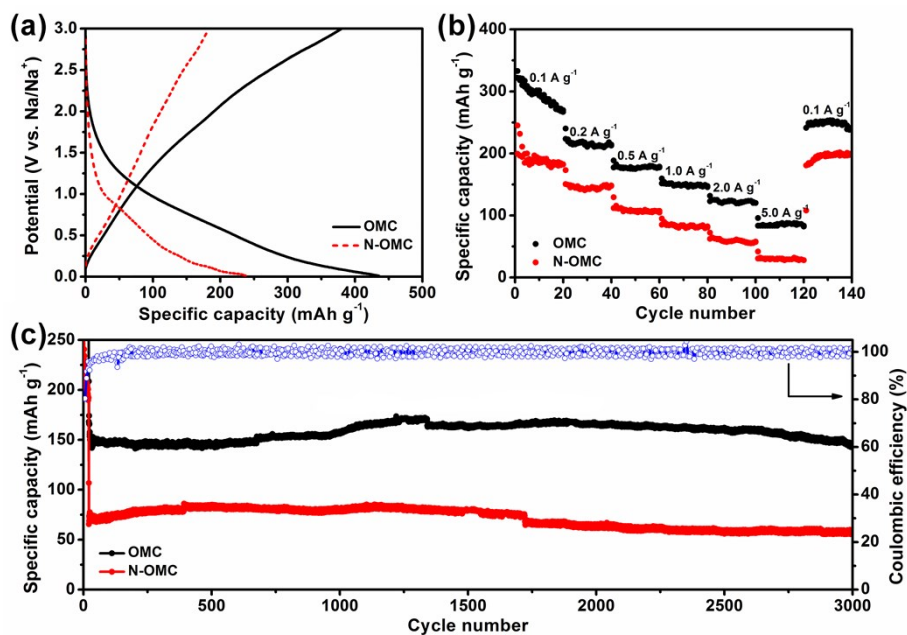 (a)
3.0
2.5
2.0
1.5
1.0
0.5
0.0
Potential (V vs. Na/Na⁺)
OMC
N-OMC
0 100 200 300 400 500
Specific capacity (mAh g⁻¹)
(b)
400
300
200
100
0
Specific capacity (mAh g⁻¹)
0.1 A g⁻¹
0.2 A g⁻¹
0.5 A g⁻¹
1.0 A g⁻¹
2.0 A g⁻¹
5.0 A g⁻¹
0.1 A g⁻¹
OMC
N-OMC
0 20 40 60 80 100 120 140
Cycle number
(c)
250
200
150
100
50
0
Specific capacity (mAh g⁻¹)
OMC
N-OMC
100
80
60
40
20
0
Coulombic efficiency (%)
0 500 1000 1500 2000 2500 3000
Cycle number